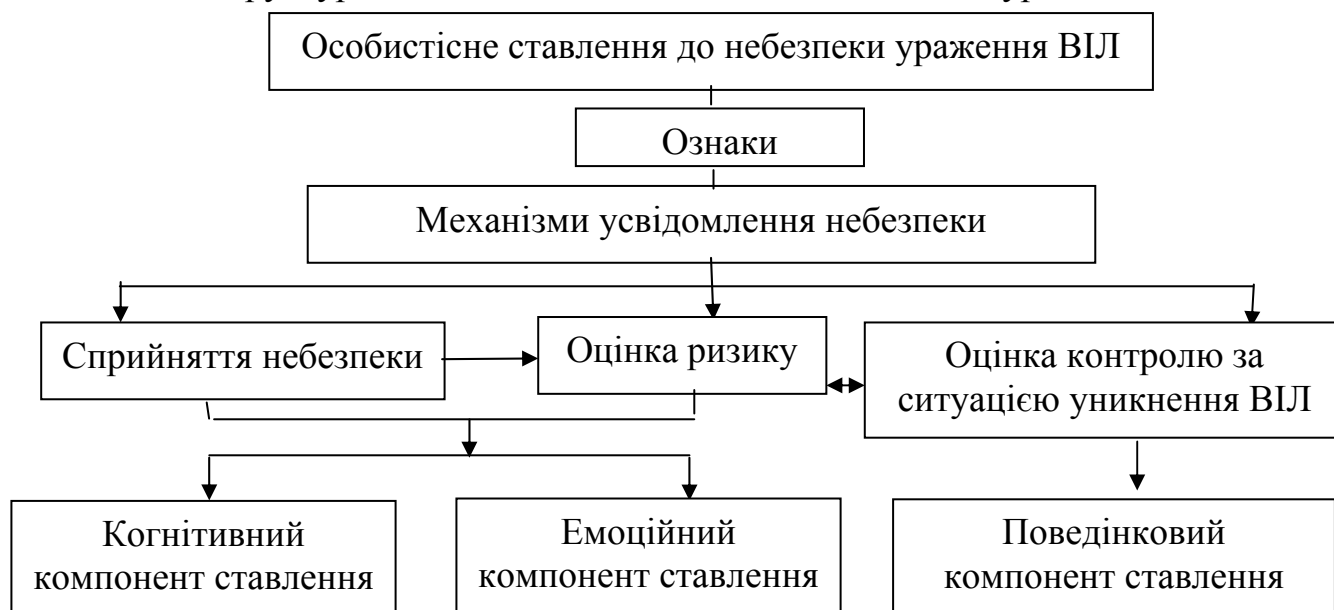 Особистісне ставлення до небезпеки ураження ВІЛ
Ознаки
Механізми усвідомлення небезпеки
Сприйняття небезпеки
Оцінка ризику
Оцінка контролю за
ситуацією уникнення ВІЛ
Когнітивний
компонент ставлення
Емоційний
компонент ставлення
Поведінковий
компонент ставлення